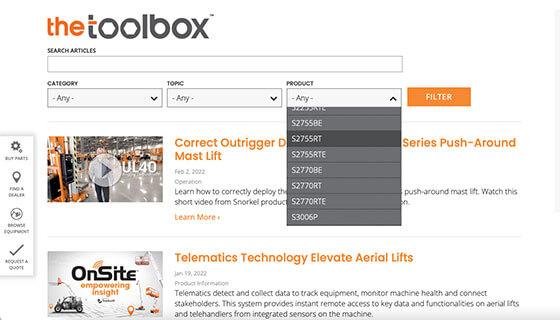 thetoolbox™
SEARCH ARTICLES
CATEGORY TOPIC PRODUCT
- Any - - Any - - Any - FILTER
S2755BE
S2755RT
S2755RTE
S2770BE
S2770RT
S2770RTE
S3006P
BUY PARTS
FIND A
DEALER
BROWSE
EQUIPMENT
REQUEST A
QUOTE
UL40
Correct Outrigger D Series Push-Around
Mast Lift
Feb 2, 2022
Operation
Learn how to correctly deploy the s push-around mast lift. Watch this
short video from Snorkel product on.
Learn More ›
OnSite
empowering
insight
Telematics Technology Elevate Aerial Lifts
Jan 19, 2022
Product Information
Telematics detect and collect data to track equipment, monitor machine health and connect
stakeholders. This system provides instant remote access to key data and functionalities on aerial lifts
and telehandlers from integrated sensors on the machine.